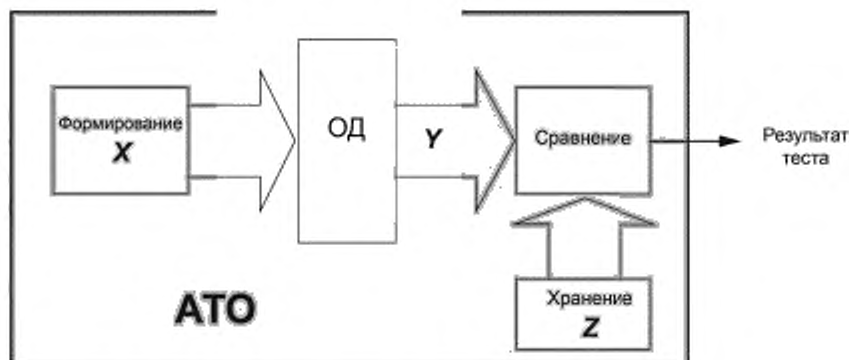 Формирование
X
ОД
Y
Сравнение
Результат
теста
Хранение
Z
АТО